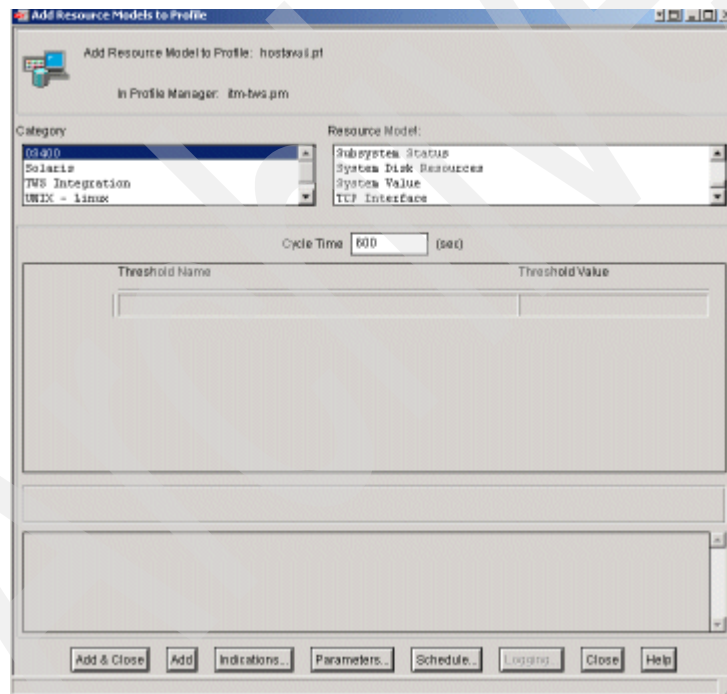 Add Resource Models to Profile
Add Resource Model to Profile: hostavail.pf
In Profile Manager: itm-tws.pm
Category
Resource Model:
OS400
Solaris
TWS Integration
UNIX - Linux
Subsystem Status
System Disk Resources
System Value
TCP Interface
Cycle Time 600 (sec)
Threshold Name Threshold Value
Add & Close Add Indications... Parameters... Schedule... Logging... Close Help